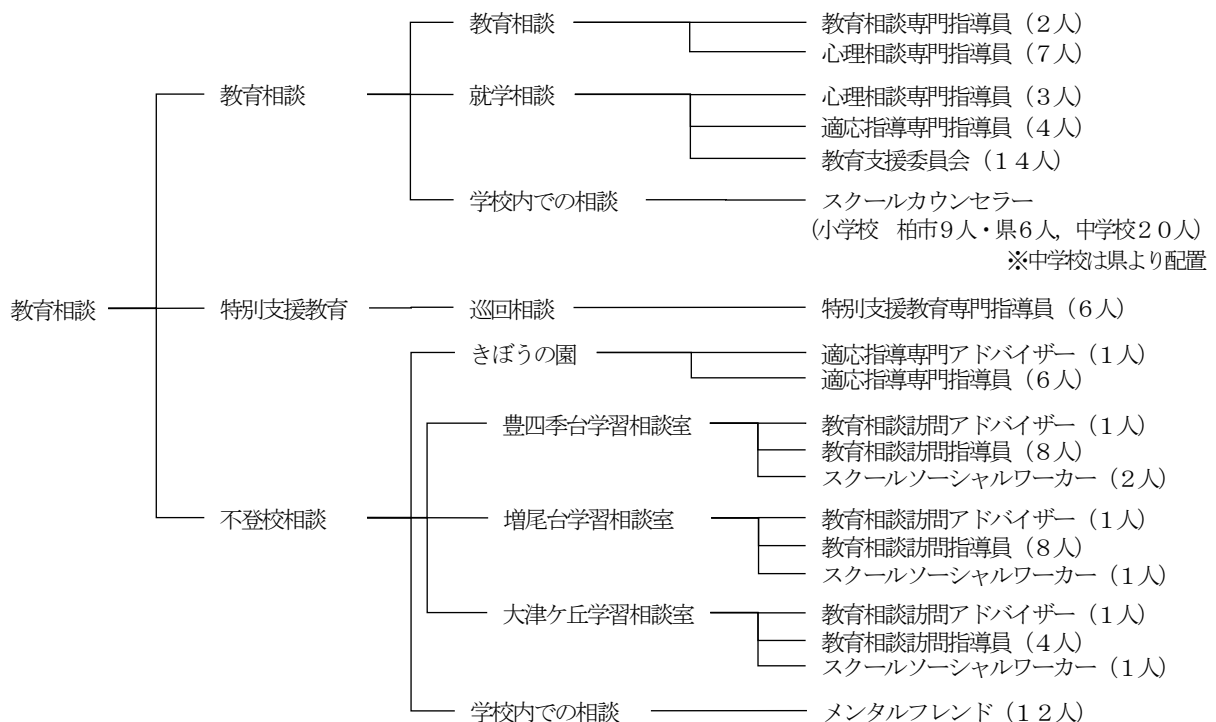 教育相談
教育相談
教育相談
教育相談専門指導員（２人）
心理相談専門指導員（７人）
就学相談
心理相談専門指導員（３人）
適応指導専門指導員（４人）
教育支援委員会（１４人）
学校内での相談
スクールカウンセラー
（小学校　柏市９人・県６人，中学校２０人）
※中学校は県より配置
特別支援教育
巡回相談
特別支援教育専門指導員（６人）
不登校相談
きぼうの園
適応指導専門アドバイザー（１人）
適応指導専門指導員（６人）
豊四季台学習相談室
教育相談訪問アドバイザー（１人）
教育相談訪問指導員（８人）
スクールソーシャルワーカー（２人）
増尾台学習相談室
教育相談訪問アドバイザー（１人）
教育相談訪問指導員（８人）
スクールソーシャルワーカー（１人）
大津ケ丘学習相談室
教育相談訪問アドバイザー（１人）
教育相談訪問指導員（４人）
スクールソーシャルワーカー（１人）
学校内での相談
メンタルフレンド（１２人）